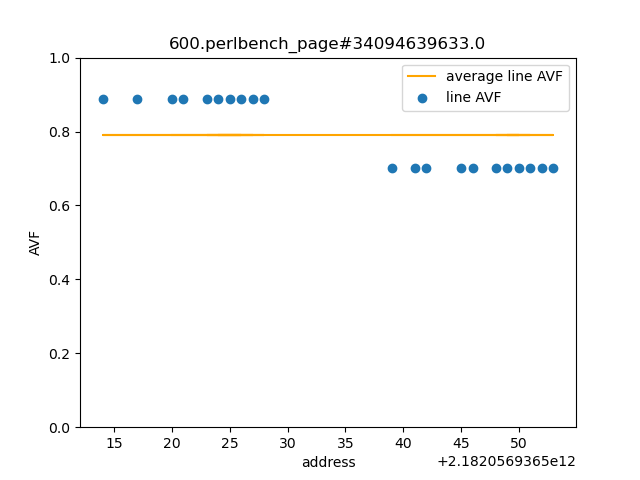 600.perlbench_page#34094639633.0
average line AVF
line AVF
1.0
0.8
0.6
0.4
0.2
0.0
AVF
15 20 25 30 35 40 45 50
address
+2.1820569365e12